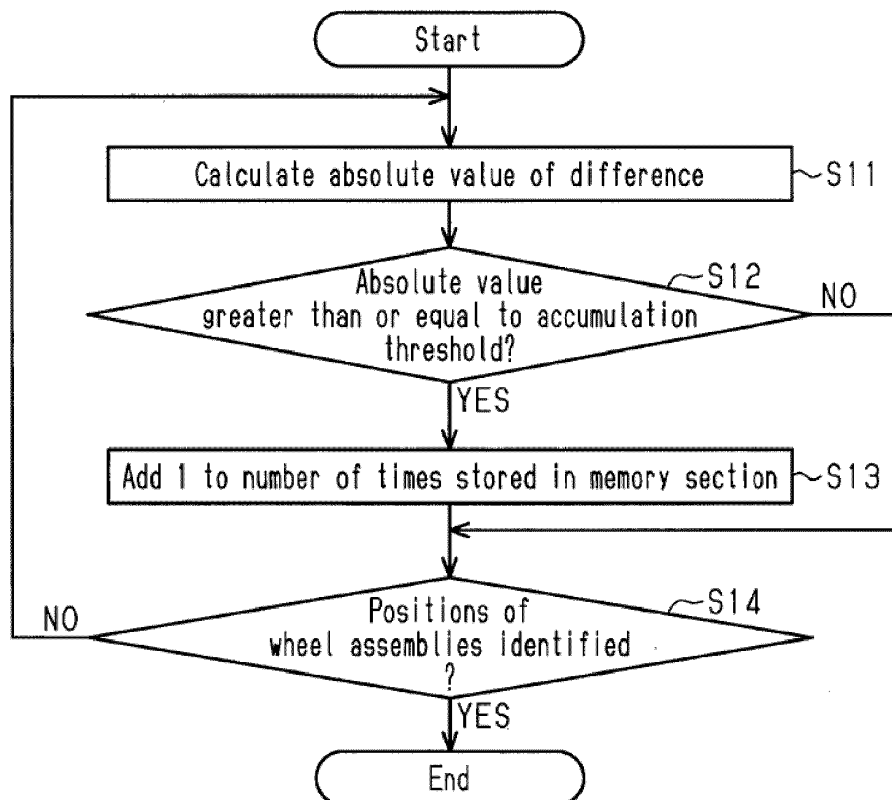 Start
Calculate absolute value of difference
S11
Absolute value
greater than or equal to accumulation
threshold?
S12
NO
YES
Add 1 to number of times stored in memory section
S13
Positions of
wheel assemblies identified
?
S14
NO
YES
End